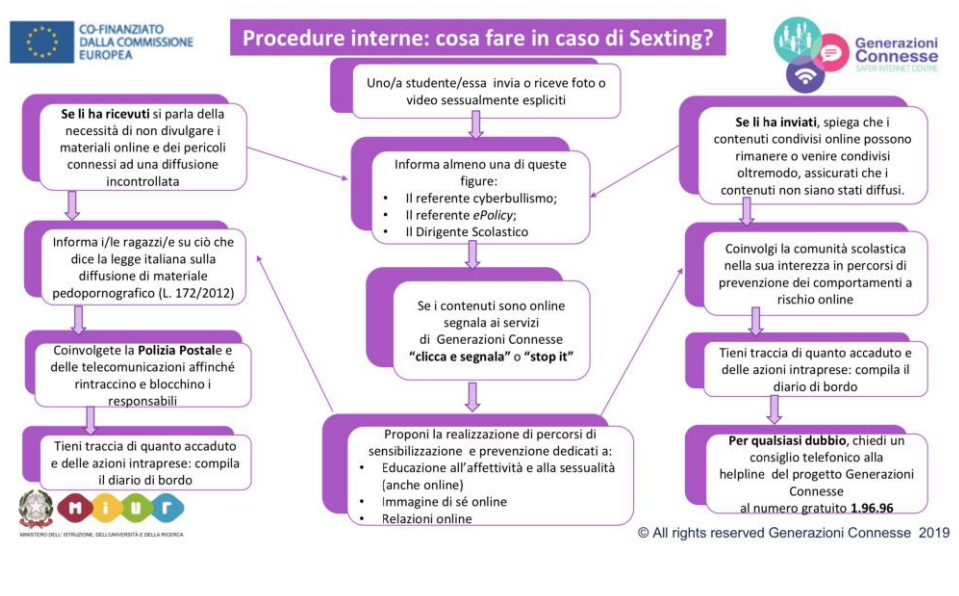 CO-FINANZIATO
DALLA COMMISSIONE
EUROPEA
Procedure interne: cosa fare in caso di Sexting?
Generazioni
Connesse
SAFER INTERNET CENTRE
Uno/a studente/essa invia o riceve foto o
video sessualmente espliciti
Se li ha ricevuti si parla della
necessità di non divulgare i
materiali online e dei pericoli
connessi ad una diffusione
incontrollata
Informa i/le ragazzi/e su ciò che
dice la legge italiana sulla
diffusione di materiale
pedopornografico (L. 172/2012)
Coinvolgete la Polizia Postale e
delle telecomunicazioni affinché
rintraccino e blocchino i
responsabili
Tieni traccia di quanto accaduto
e delle azioni intraprese: compila
il diario di bordo
Informa almeno una di queste
figure:
• Il referente cyberbullismo;
• Il referente ePolicy;
• Il Dirigente Scolastico
Se i contenuti sono online
segnala ai servizi
di Generazioni Connesse
“clicca e segnala” o “stop it”
Proponi la realizzazione di percorsi di
sensibilizzazione e prevenzione dedicati a:
• Educazione all’affettività e alla sessualità
(anche online)
• Immagine di sé online
• Relazioni online
Se li ha inviati, spiega che i
contenuti condivisi online possono
rimanere o venire condivisi
oltremodo, assicurati che i
contenuti non siano stati diffusi.
Coinvolgi la comunità scolastica
nella sua interezza in percorsi di
prevenzione dei comportamenti a
rischio online
Tieni traccia di quanto accaduto e
delle azioni intraprese: compila il
diario di bordo
Per qualsiasi dubbio, chiedi un
consiglio telefonico alla
helpline del progetto Generazioni
Connesse
al numero gratuito 1.96.96
MIUR
MINISTERO DELL' ISTRUZIONE, DELL'UNIVERSITÀ E DELLA RICERCA
© All rights reserved Generazioni Connesse 2019